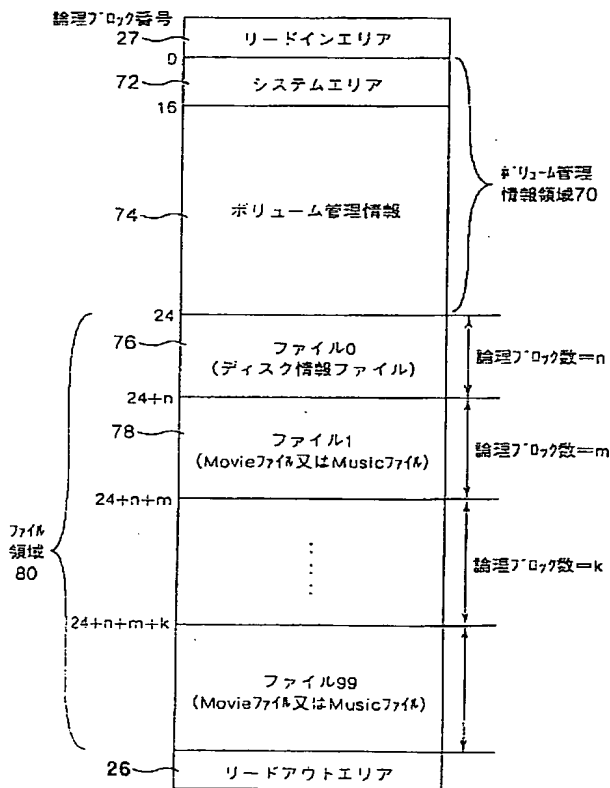 論理ブロック番号
27 リードインエリア
0
72 システムエリア
16
74 ボリューム管理情報
ボリューム管理
情報領域70
24
76 ファイル0
(ディスク情報ファイル)
論理ブロック数=n
24+n
78 ファイル1
(Movieファイル又はMusicファイル)
論理ブロック数=m
24+n+m
ファイル
領域
80
論理ブロック数=k
24+n+m+k
ファイル99
(Movieファイル又はMusicファイル)
26 リードアウトエリア